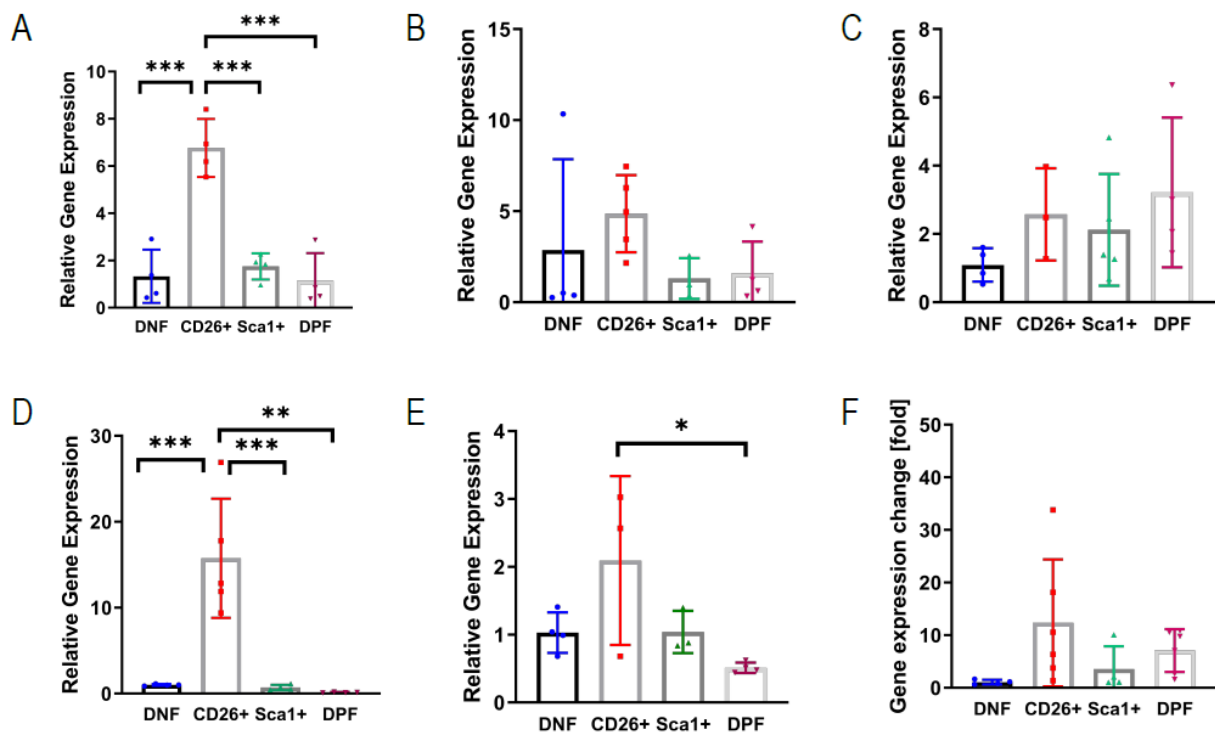 A
Relative Gene Expression
10
8
6
4
2
0
***
***
***
DNF CD26+ Sca1+ DPF
B
Relative Gene Expression
15
10
5
0
DNF CD26+ Sca1+ DPF
C
Relative Gene Expression
8
6
4
2
0
DNF CD26+ Sca1+ DPF
D
Relative Gene Expression
30
20
10
0
***
***
**
DNF CD26+ Sca1+ DPF
E
Relative Gene Expression
4
3
2
1
0
*
DNF CD26+ Sca1+ DPF
F
Gene expression change [fold]
50
40
30
20
10
0
DNF CD26+ Sca1+ DPF